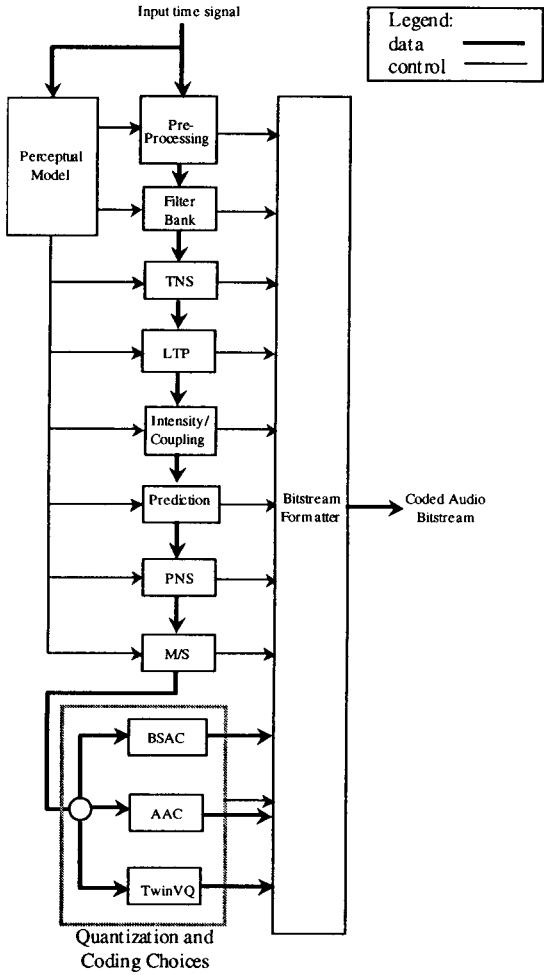 Input time signal
Legend:
data
control
Perceptual
Model
Pre-
Processing
Filter
Bank
TNS
LTP
Intensity/
Coupling
Prediction
PNS
M/S
Bitstream
Formatter
Coded Audio
Bitstream
BSAC
AAC
TwinVQ
Quantization and
Coding Choices